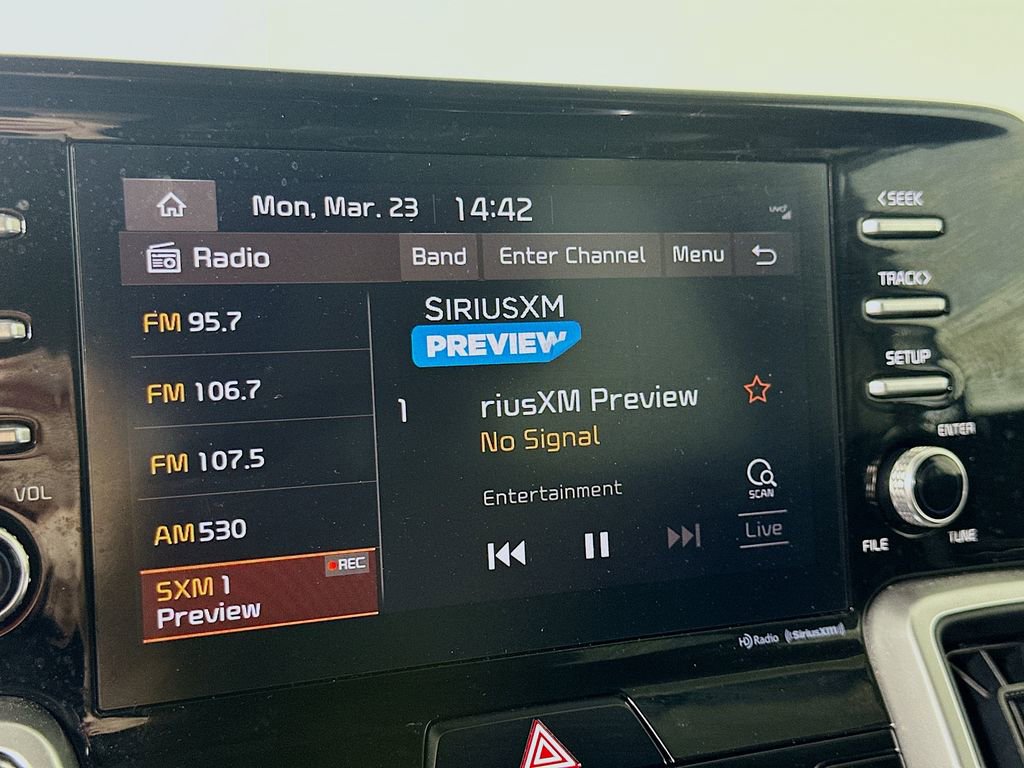 Mon, Mar. 23 14:42
Radio Band Enter Channel Menu
FM 95.7
FM 106.7
FM 107.5
AM 530
REC
SXM 1
Preview
SIRIUSXM
PREVIEW
1 riusXM Preview
No Signal
Entertainment
SCAN
Live
HD Radio SiriusXM
VOL
<SEEK
TRACK>
SETUP
ENTER
FILE
TUNE